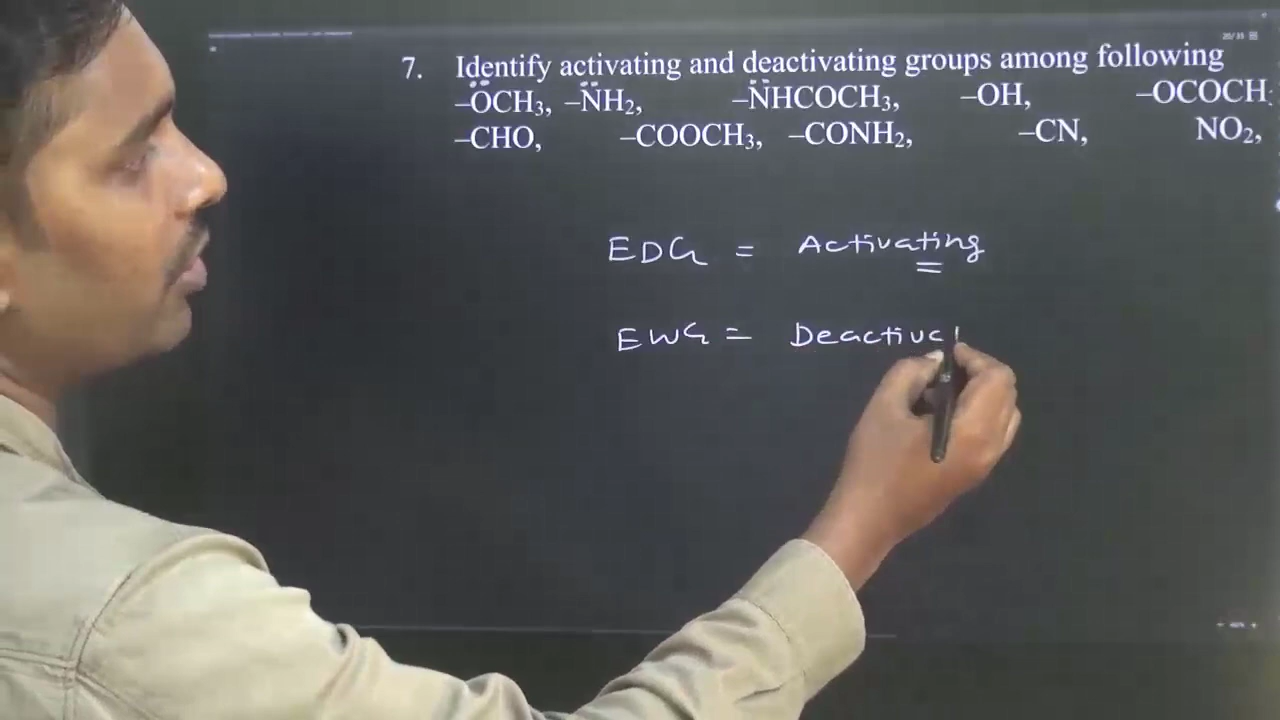 7. Identify activating and deactivating groups among following
–ÖCH₃, –N̈H₂, –N̈HCOCH₃, –OH, –OCOCH
–CHO, –COOCH₃, –CONH₂, –CN, NO₂,
EDG = Activating
EWG = Deactiva